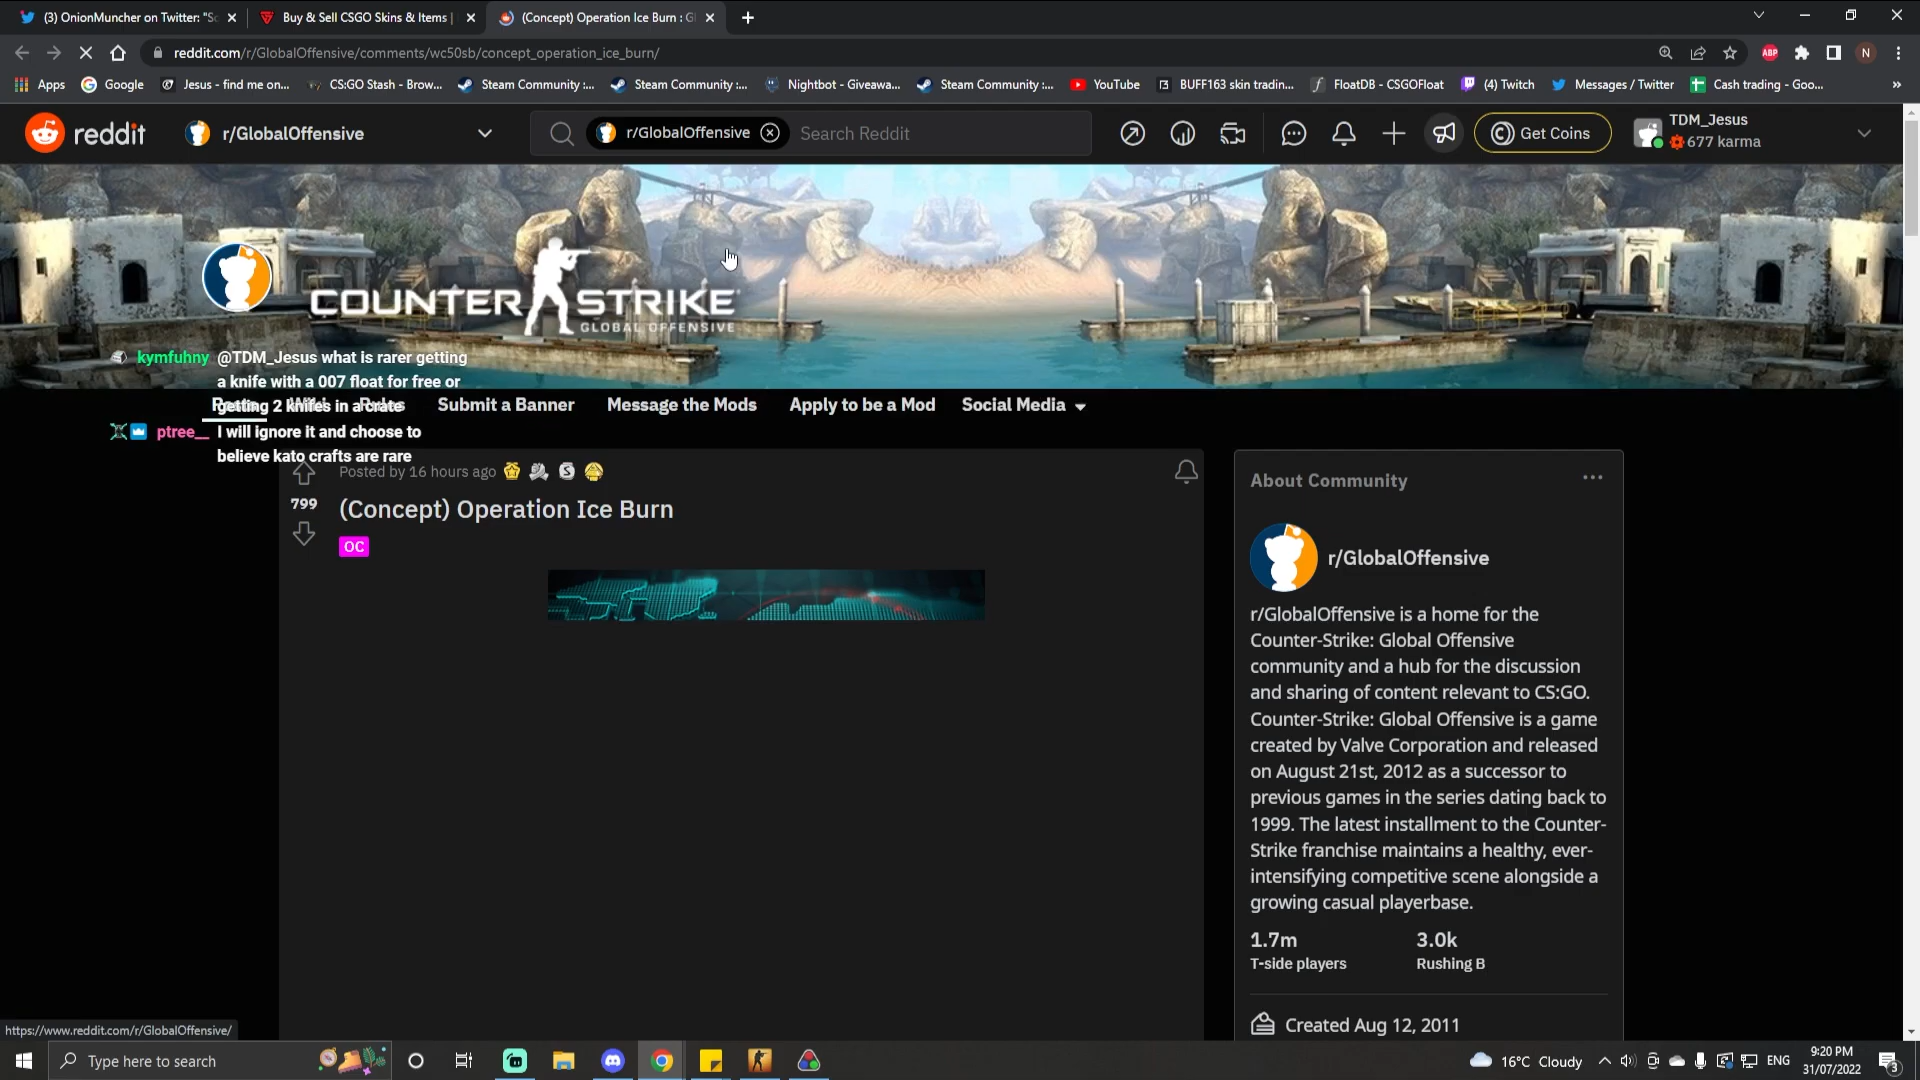 (3) OnionMuncher on Twitter: "So
Buy & Sell CSGO Skins & Items |
(Concept) Operation Ice Burn : Gl
reddit.com/r/GlobalOffensive/comments/wc50sb/concept_operation_ice_burn/
ABP
N
Apps
Google
Jesus - find me on...
CS:GO Stash - Brow...
Steam Community :...
Steam Community :...
Nightbot - Giveawa...
Steam Community :...
YouTube
BUFF163 skin tradin...
FloatDB - CSGOFloat
(4) Twitch
Messages / Twitter
Cash trading - Goo...
»
reddit
r/GlobalOffensive
r/GlobalOffensive
Search Reddit
Get Coins
TDM_Jesus
677 karma
COUNTER STRIKE
GLOBAL OFFENSIVE
kymfuhny @TDM_Jesus what is rarer getting
a knife with a 007 float for free or
getting 2 knifes in a crate
Posts Wiki Rules Submit a Banner Message the Mods Apply to be a Mod Social Media
ptree__ I will ignore it and choose to
believe kato crafts are rare
Posted by 16 hours ago
799
(Concept) Operation Ice Burn
OC
About Community
r/GlobalOffensive
r/GlobalOffensive is a home for the
Counter-Strike: Global Offensive
community and a hub for the discussion
and sharing of content relevant to CS:GO.
Counter-Strike: Global Offensive is a game
created by Valve Corporation and released
on August 21st, 2012 as a successor to
previous games in the series dating back to
1999. The latest installment to the Counter-
Strike franchise maintains a healthy, ever-
intensifying competitive scene alongside a
growing casual playerbase.
1.7m
T-side players
3.0k
Rushing B
Created Aug 12, 2011
https://www.reddit.com/r/GlobalOffensive/
Type here to search
16°C Cloudy
ENG
9:20 PM
31/07/2022
3